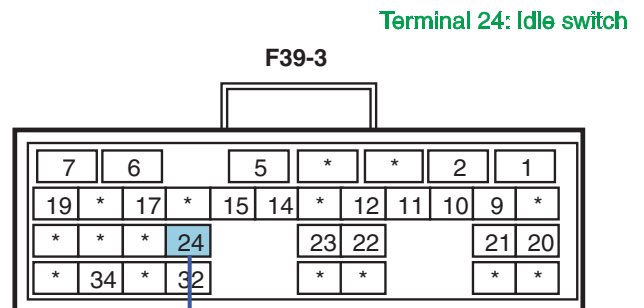 Terminal 24: Idle switch
F39-3
7 6 5 * * 2 1
19 * 17 * 15 14 * 12 11 10 9 *
* * * 24 23 22 21 20
* 34 * 32 * * * *